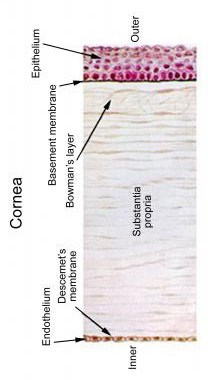 Cornea
Endothelium
Descemet's
membrane
Bowman's layer
Basement membrane
Epithelium
Inner
Substantia
propria
Outer